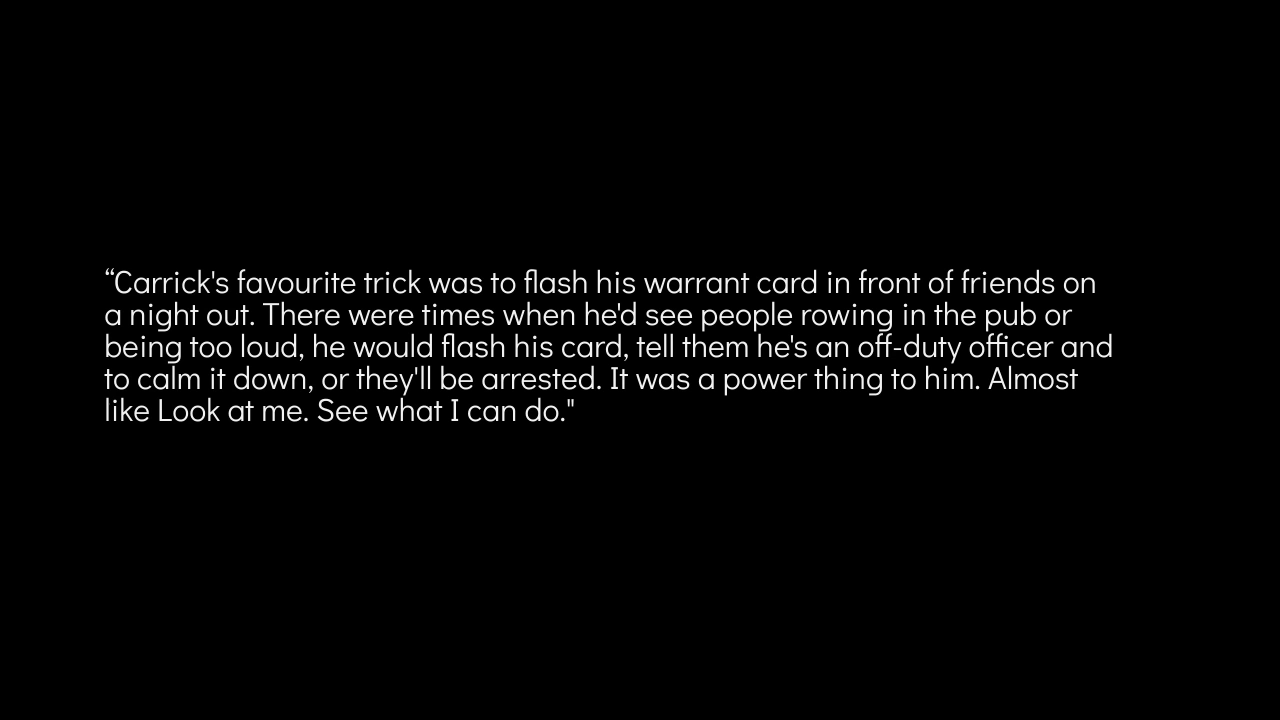 “Carrick's favourite trick was to flash his warrant card in front of friends on
a night out. There were times when he'd see people rowing in the pub or
being too loud, he would flash his card, tell them he's an off-duty officer and
to calm it down, or they'll be arrested. It was a power thing to him. Almost
like Look at me. See what I can do."